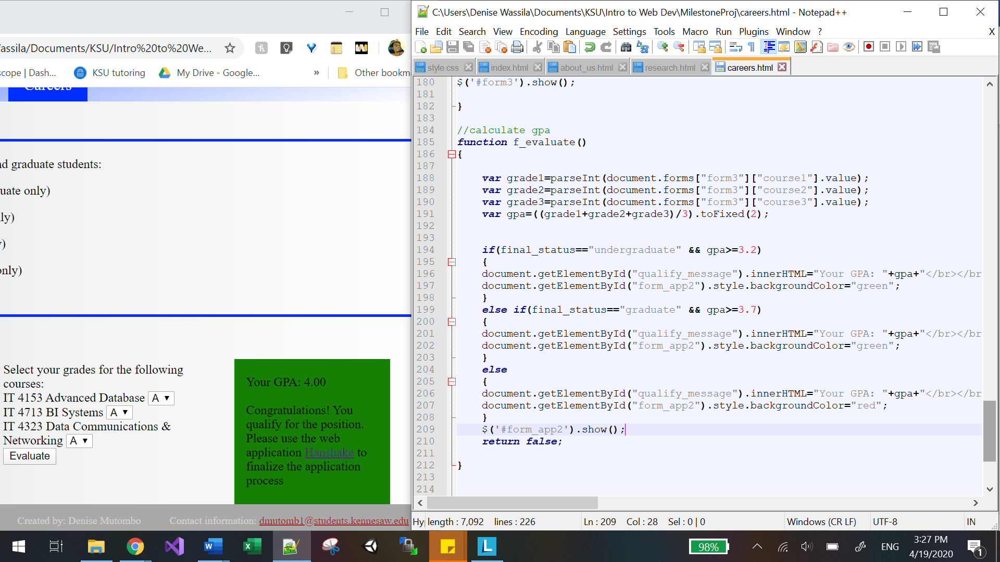 C:\Users\Denise Wassila\Documents\KSU\Intro to Web Dev\MilestoneProj\careers.html - Notepad++
File Edit Search View Encoding Language Settings Tools Macro Run Plugins Window ? X
assila/Documents/KSU/Intro%20to%20We...
scope | Dash... KSU tutoring My Drive - Google... » Other bookm
style.css index.html about_us.html research.html careers.html
Careers
nd graduate students:
uate only)
ly)
)
only)
Select your grades for the following
courses:
IT 4153 Advanced Database A
IT 4713 BI Systems A
IT 4323 Data Communications &
Networking A
Evaluate
Your GPA: 4.00
Congratulations! You
qualify for the position.
Please use the web
application Hanshake to
finalize the application
process
Created by: Denise Mutombo Contact information: dmutomb1@students.kennesaw.edu
180 $('#form3').show();
181
182 }
183
184 //calculate gpa
185 function f_evaluate()
186 {
187
188 var grade1=parseInt(document.forms["form3"]["course1"].value);
189 var grade2=parseInt(document.forms["form3"]["course2"].value);
190 var grade3=parseInt(document.forms["form3"]["course3"].value);
191 var gpa=((grade1+grade2+grade3)/3).toFixed(2);
192
193
194 if(final_status=="undergraduate" && gpa>=3.2)
195 {
196 document.getElementById("qualify_message").innerHTML="Your GPA: "+gpa+"</br></br
197 document.getElementById("form_app2").style.backgroundColor="green";
198 }
199 else if(final_status=="graduate" && gpa>=3.7)
200 {
201 document.getElementById("qualify_message").innerHTML="Your GPA: "+gpa+"</br></br
202 document.getElementById("form_app2").style.backgroundColor="green";
203 }
204 else
205 {
206 document.getElementById("qualify_message").innerHTML="Your GPA: "+gpa+"</br></br
207 document.getElementById("form_app2").style.backgroundColor="red";
208 }
209 $('#form_app2').show();
210 return false;
211
212 }
213
214
Hy length : 7,092 lines : 226 Ln : 209 Col : 28 Sel : 0 | 0 Windows (CR LF) UTF-8 IN
98% ENG 3:27 PM
4/19/2020 1